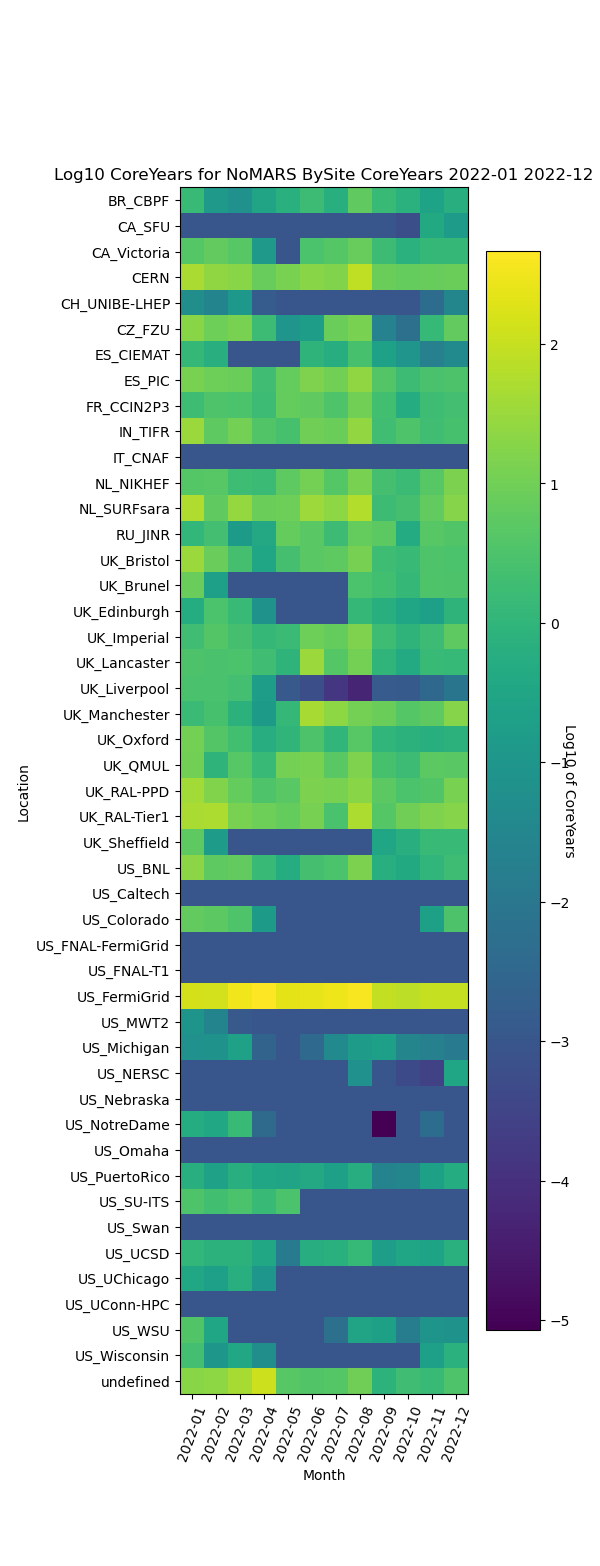 Log10 CoreYears for NoMARS BySite CoreYears 2022-01 2022-12
BR_CBPF
CA_SFU
CA_Victoria
CERN
CH_UNIBE-LHEP
CZ_FZU
ES_CIEMAT
ES_PIC
FR_CCIN2P3
IN_TIFR
IT_CNAF
NL_NIKHEF
NL_SURFsara
RU_JINR
UK_Bristol
UK_Brunel
UK_Edinburgh
UK_Imperial
UK_Lancaster
UK_Liverpool
UK_Manchester
UK_Oxford
UK_QMUL
UK_RAL-PPD
UK_RAL-Tier1
UK_Sheffield
US_BNL
US_Caltech
US_Colorado
US_FNAL-FermiGrid
US_FNAL-T1
US_FermiGrid
US_MWT2
US_Michigan
US_NERSC
US_Nebraska
US_NotreDame
US_Omaha
US_PuertoRico
US_SU-ITS
US_Swan
US_UCSD
US_UChicago
US_UConn-HPC
US_WSU
US_Wisconsin
undefined
Location
2022-01
2022-02
2022-03
2022-04
2022-05
2022-06
2022-07
2022-08
2022-09
2022-10
2022-11
2022-12
Month
2
1
0
−1
−2
−3
−4
−5
Log10 of CoreYears